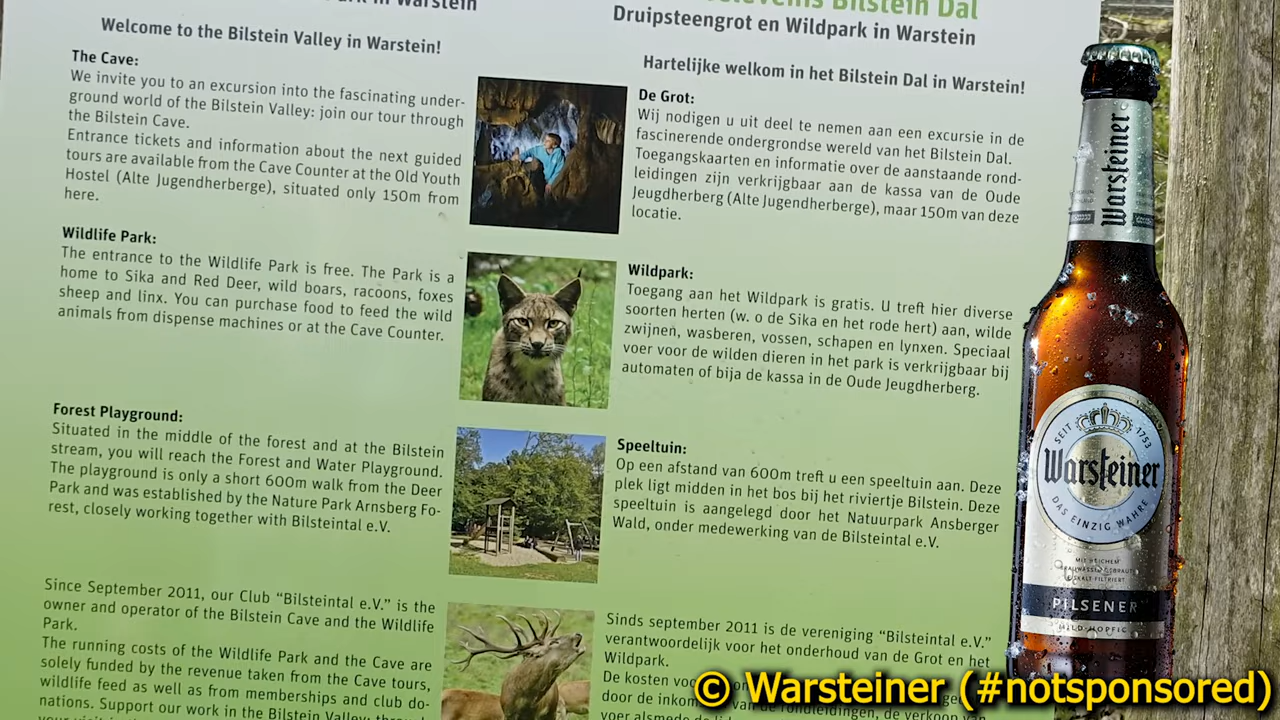 in Warstein
Welcome to the Bilstein Valley in Warstein!
The Cave:
We invite you to an excursion into the fascinating under-
ground world of the Bilstein Valley: join our tour through
the Bilstein Cave.
Entrance tickets and information about the next guided
tours are available from the Cave Counter at the Old Youth
Hostel (Alte Jugendherberge), situated only 150m from
here.
Wildlife Park:
The entrance to the Wildlife Park is free. The Park is a
home to Sika and Red Deer, wild boars, racoons, foxes
sheep and linx. You can purchase food to feed the wild
animals from dispense machines or at the Cave Counter.
Forest Playground:
Situated in the middle of the forest and at the Bilstein
stream, you will reach the Forest and Water Playground.
The playground is only a short 600m walk from the Deer
Park and was established by the Nature Park Arnsberg Fo-
rest, closely working together with Bilsteintal e.V.
Since September 2011, our Club “Bilsteintal e.V.” is the
owner and operator of the Bilstein Cave and the Wildlife
Park.
The running costs of the Wildlife Park and the Cave are
solely funded by the revenue taken from the Cave tours,
wildlife feed as well as from memberships and club do-
nations. Support our work in the Bilstein Valley
Bilstein Dal
Druipsteengrot en Wildpark in Warstein
Hartelijke welkom in het Bilstein Dal in Warstein!
De Grot:
Wij nodigen u uit deel te nemen aan een excursie in de
fascinerende ondergrondse wereld van het Bilstein Dal.
Toegangskaarten en informatie over de aanstaande rond-
leidingen zijn verkrijgbaar aan de kassa van de Oude
Jeugdherberg (Alte Jugendherberge), maar 150m van deze
locatie.
Wildpark:
Toegang aan het Wildpark is gratis. U treft hier diverse
soorten herten (w. o de Sika en het rode hert) aan, wilde
zwijnen, wasberen, vossen, schapen en lynxen. Speciaal
voer voor de wilden dieren in het park is verkrijgbaar bij
automaten of bija de kassa in de Oude Jeugdherberg.
Speeltuin:
Op een afstand van 600m treft u een speeltuin aan. Deze
plek ligt midden in het bos bij het riviertje Bilstein. Deze
speeltuin is aangelegd door het Natuurpark Ansberger
Wald, onder medewerking van de Bilsteintal e.V.
Sinds september 2011 is de vereniging “Bilsteintal e.V.”
verantwoordelijk voor het onderhoud van de Grot en het
Wildpark.
De kosten
door de
Warsteiner
SEIT 1753
Warsteiner
DAS EINZIG WAHRE
PILSENER
© Warsteiner (#notsponsored)